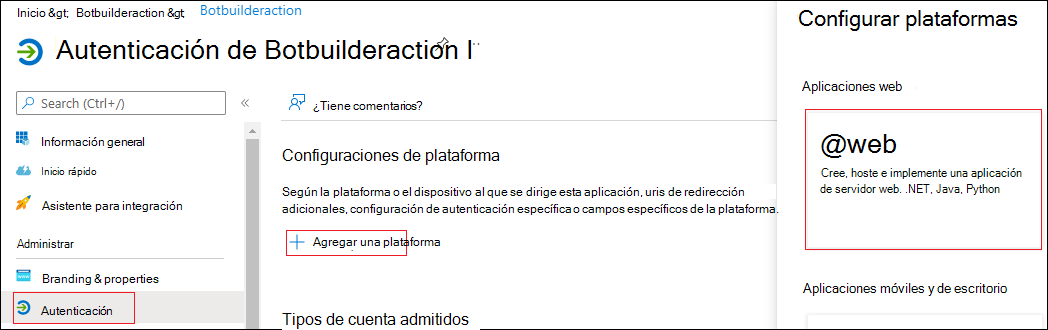 Inicio &gt; Botbuilderaction &gt; Botbuilderaction
Autenticación de Botbuilderaction I
Search (Ctrl+/)
Información general
Inicio rápido
Asistente para integración
Administrar
Branding & properties
Autenticación
¿Tiene comentarios?
Configuraciones de plataforma
Según la plataforma o el dispositivo al que se dirige esta aplicación, uris de redirección
adicionales, configuración de autenticación específica o campos específicos de la plataforma.
Agregar una plataforma
Tipos de cuenta admitidos
Configurar plataformas
Aplicaciones web
@web
Cree, hoste e implemente una aplicación
de servidor web. .NET, Java, Python
Aplicaciones móviles y de escritorio